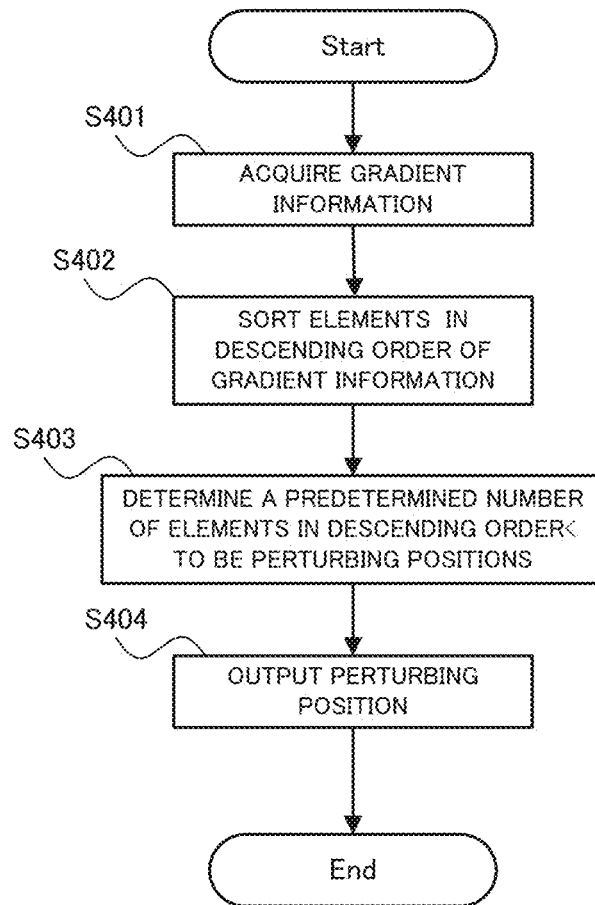 Start
S401
ACQUIRE GRADIENT
INFORMATION
S402
SORT ELEMENTS IN
DESCENDING ORDER OF
GRADIENT INFORMATION
S403
DETERMINE A PREDETERMINED NUMBER
OF ELEMENTS IN DESCENDING ORDER<
TO BE PERTURBING POSITIONS
S404
OUTPUT PERTURBING
POSITION
End